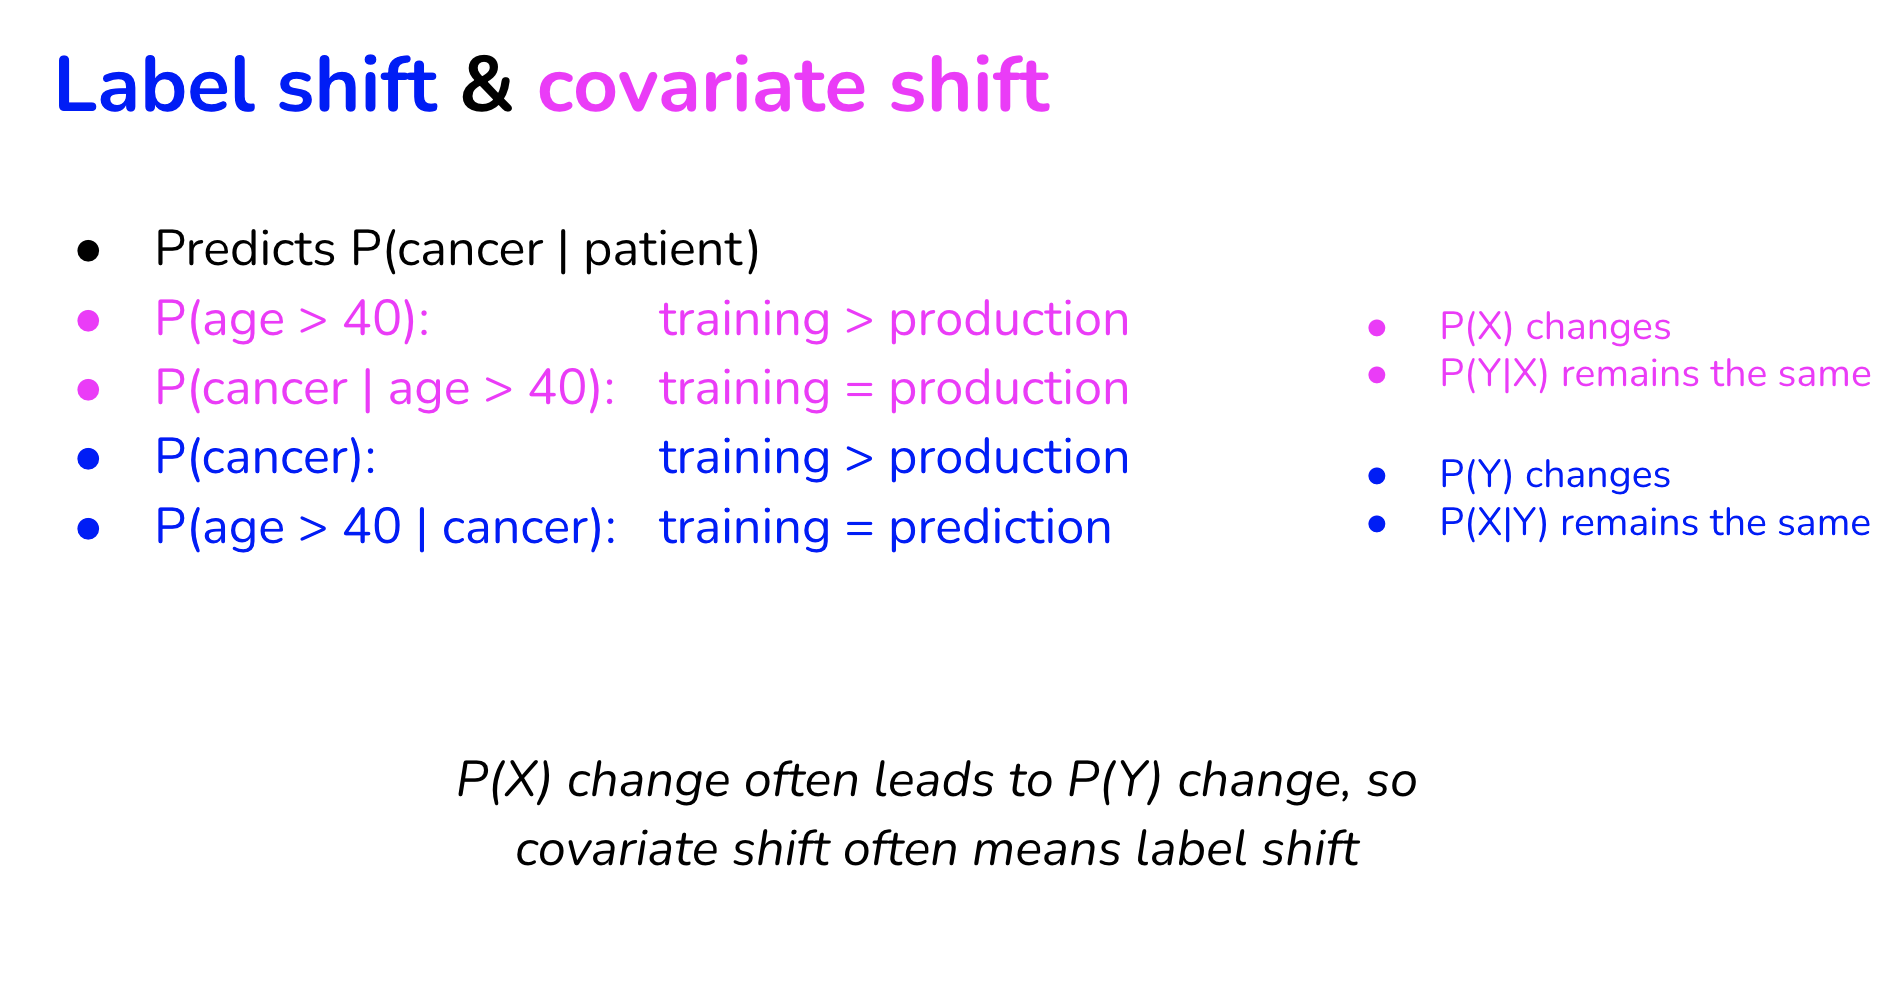 Label shift & covariate shift
● Predicts P(cancer | patient)
● P(age > 40): training > production
● P(cancer | age > 40): training = production
● P(cancer): training > production
● P(age > 40 | cancer): training = prediction
● P(X) changes
● P(Y|X) remains the same
● P(Y) changes
● P(X|Y) remains the same
P(X) change often leads to P(Y) change, so
covariate shift often means label shift